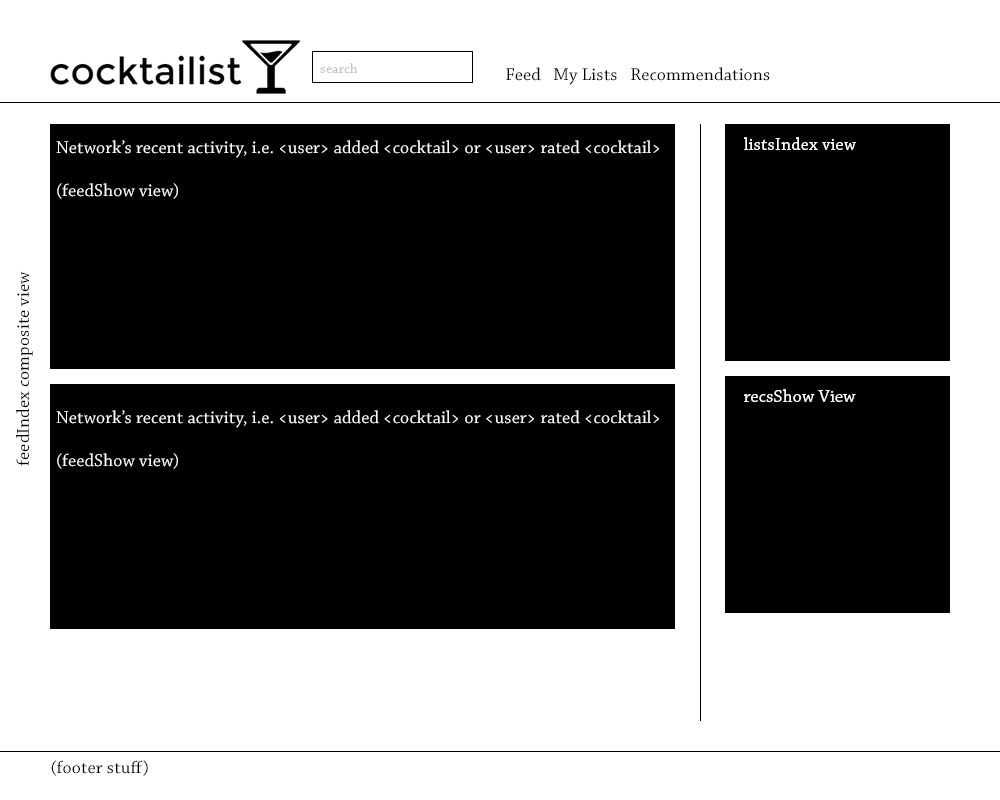 cocktailist
search
Feed My Lists Recommendations
feedIndex composite view
Network’s recent activity, i.e. <user> added <cocktail> or <user> rated <cocktail>
(feedShow view)
Network’s recent activity, i.e. <user> added <cocktail> or <user> rated <cocktail>
(feedShow view)
listsIndex view
recsShow View
(footer stuff)